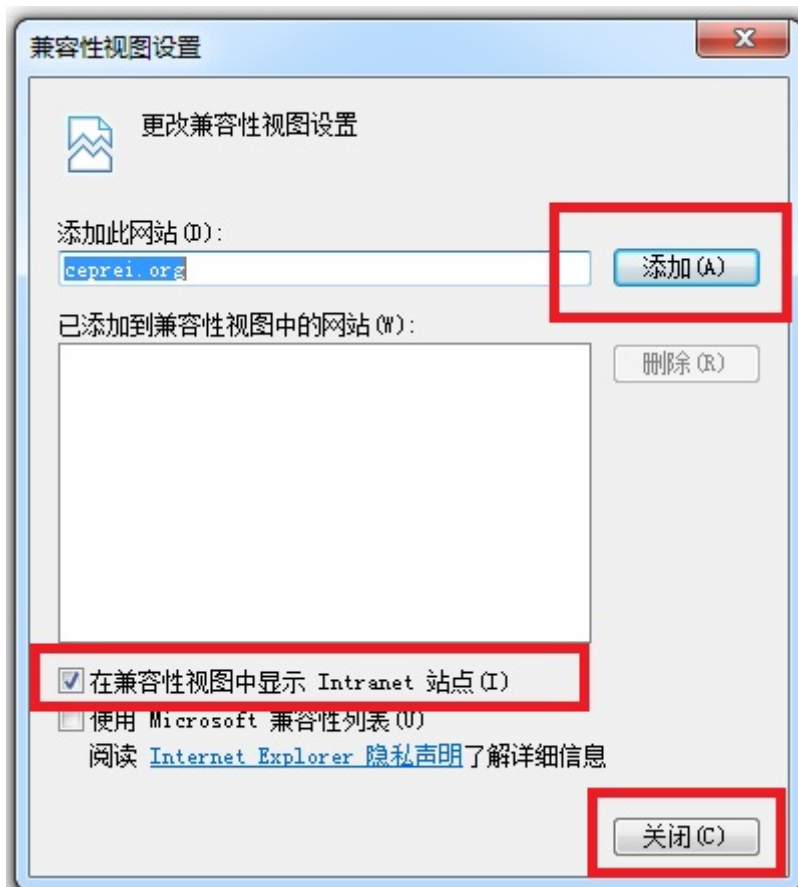 兼容性视图设置
更改兼容性视图设置
添加此网站(D):
ceprei.org
添加(A)
已添加到兼容性视图中的网站(W):
删除(R)
在兼容性视图中显示 Intranet 站点(I)
使用 Microsoft 兼容性列表(U)
阅读 Internet Explorer 隐私声明了解详细信息
关闭(C)